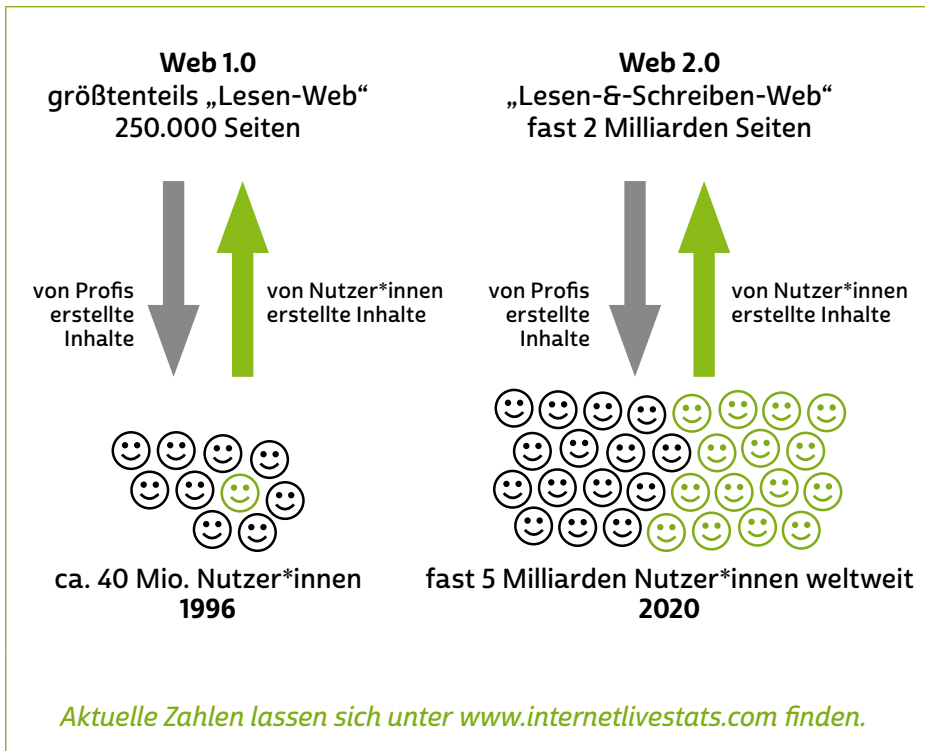 Web 1.0
größtenteils „Lesen-Web“
250.000 Seiten
von Profis
erstellte
Inhalte
von Nutzer*innen
erstellte Inhalte
ca. 40 Mio. Nutzer*innen
1996
Web 2.0
„Lesen-&-Schreiben-Web“
fast 2 Milliarden Seiten
von Profis
erstellte
Inhalte
von Nutzer*innen
erstellte Inhalte
fast 5 Milliarden Nutzer*innen weltweit
2020
Aktuelle Zahlen lassen sich unter www.internetlivestats.com finden.